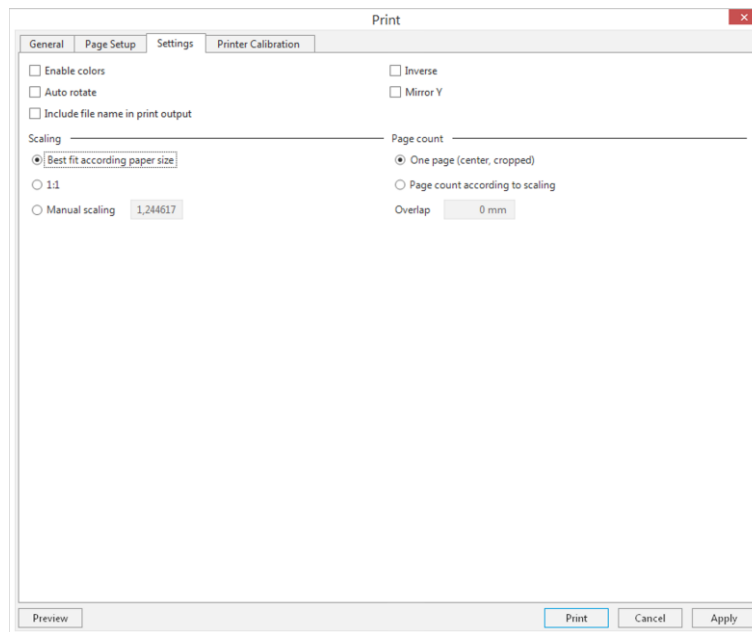 Print
General Page Setup Settings Printer Calibration
Enable colors
Inverse
Auto rotate
Mirror Y
Include file name in print output
Scaling
Page count
Best fit according paper size
One page (center, cropped)
1:1
Page count according to scaling
Manual scaling 1,244617
Overlap 0 mm
Preview Print Cancel Apply